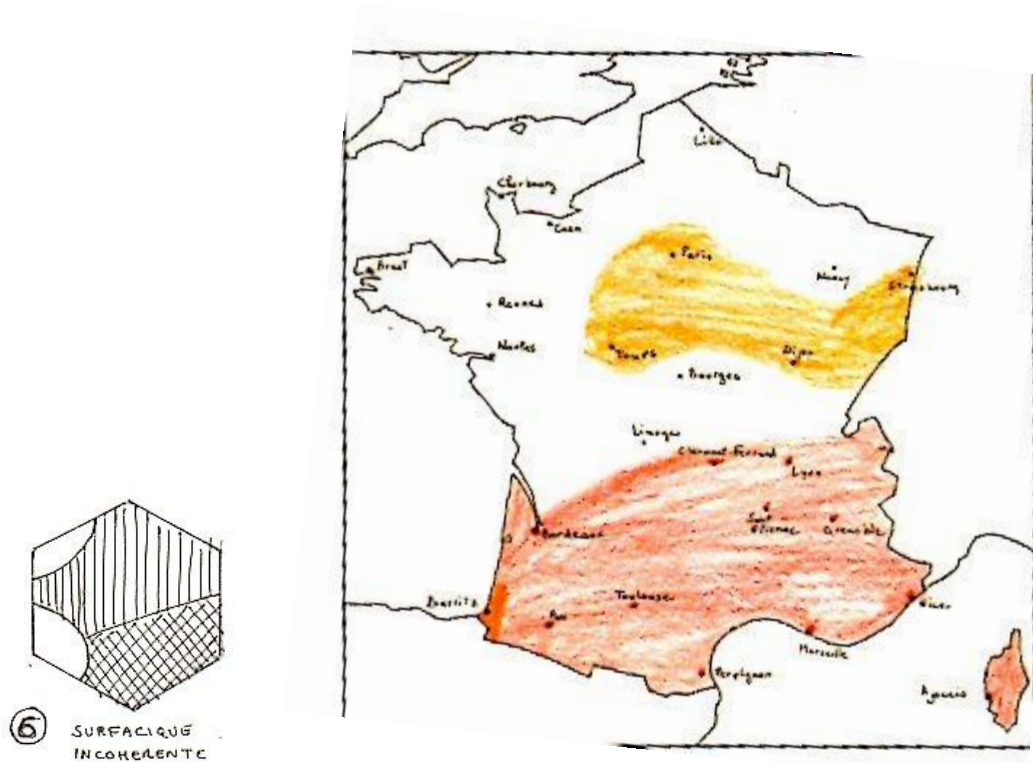 Lille
Cherbourg
Caen
Paris
Brest
Nancy
Strasbourg
Rennes
Nantes
Tours
Dijon
Bourges
Limoges
Clermont-Ferrand
Lyon
Saint
Etienne
Grenoble
Bordeaux
Biarritz
Toulouse
Pau
Nice
Marseille
Perpignan
Ajaccio
6 SURFACIQUE
INCOHERENTE